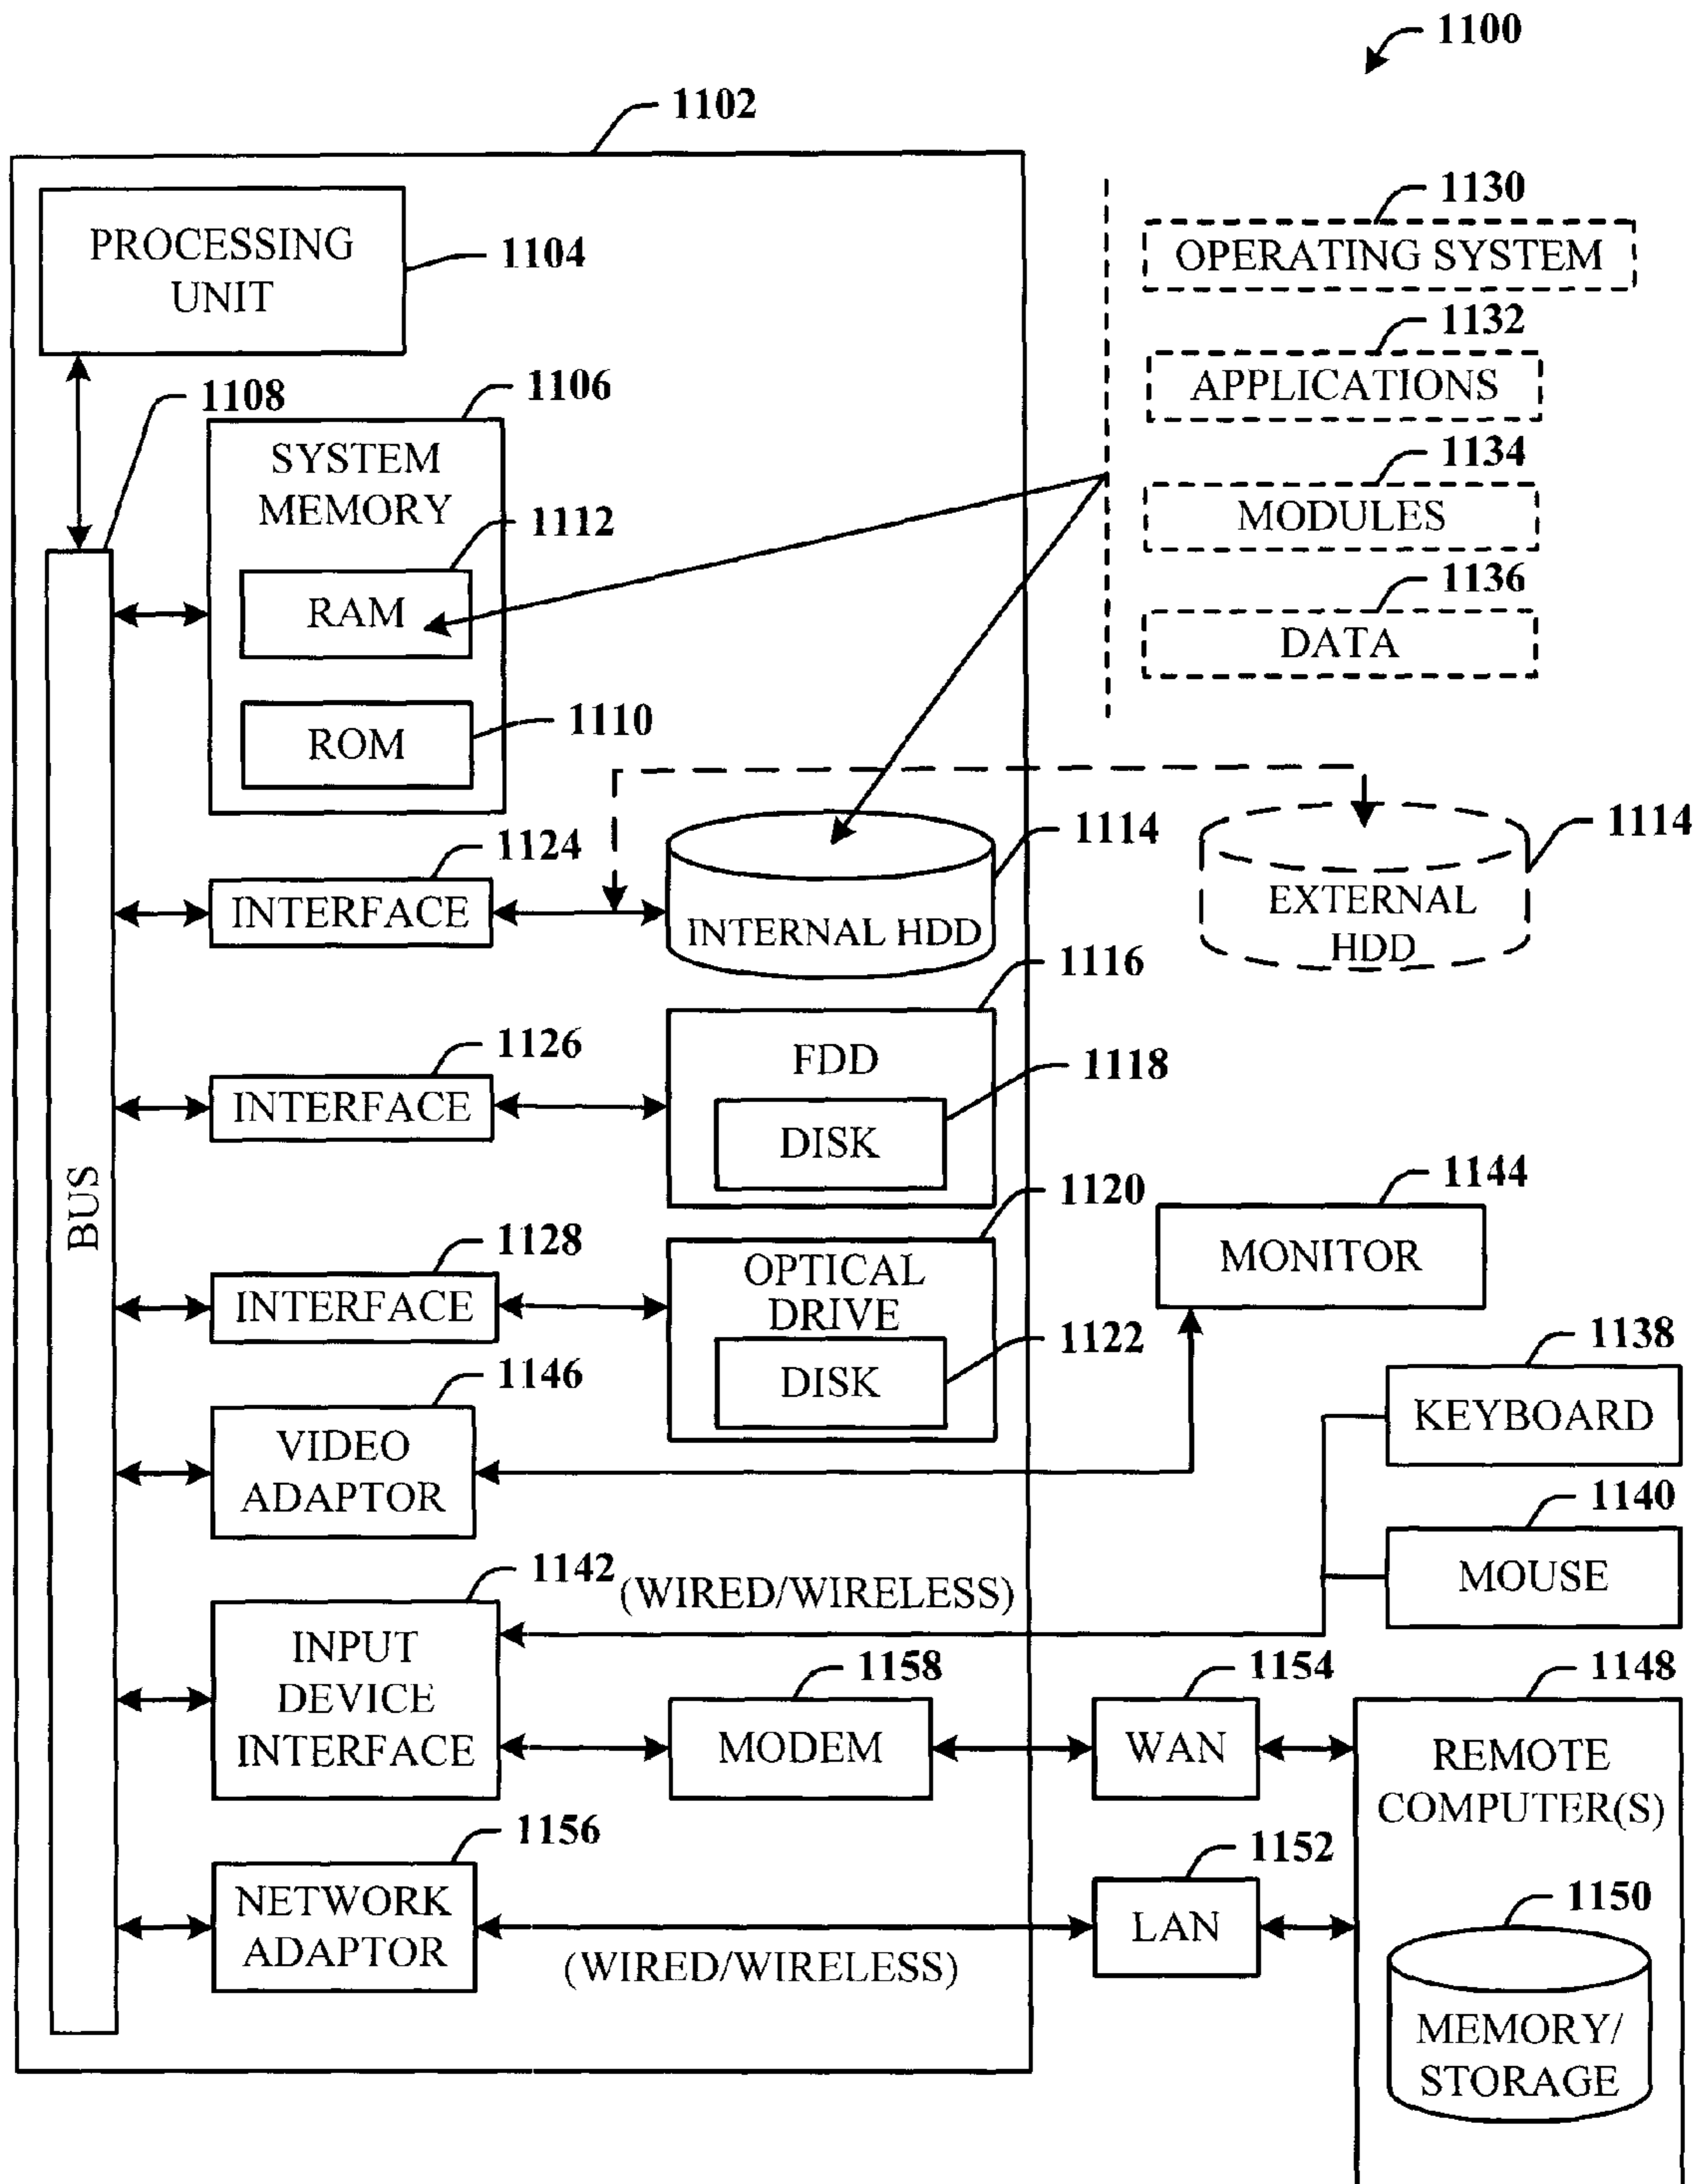 1100
1102
PROCESSING
UNIT
1104
1130
OPERATING SYSTEM
1132
APPLICATIONS
1134
MODULES
1136
DATA
1108
1106
SYSTEM
MEMORY
1112
RAM
1110
ROM
1124
INTERFACE
1114
INTERNAL HDD
1114
EXTERNAL
HDD
1126
INTERFACE
1116
FDD
1118
DISK
BUS
1128
INTERFACE
1120
OPTICAL
DRIVE
1122
DISK
1144
MONITOR
1146
VIDEO
ADAPTOR
1138
KEYBOARD
1140
MOUSE
1142
(WIRED/WIRELESS)
INPUT
DEVICE
INTERFACE
1158
MODEM
1154
WAN
1148
REMOTE
COMPUTER(S)
1156
NETWORK
ADAPTOR
(WIRED/WIRELESS)
1152
LAN
1150
MEMORY/
STORAGE